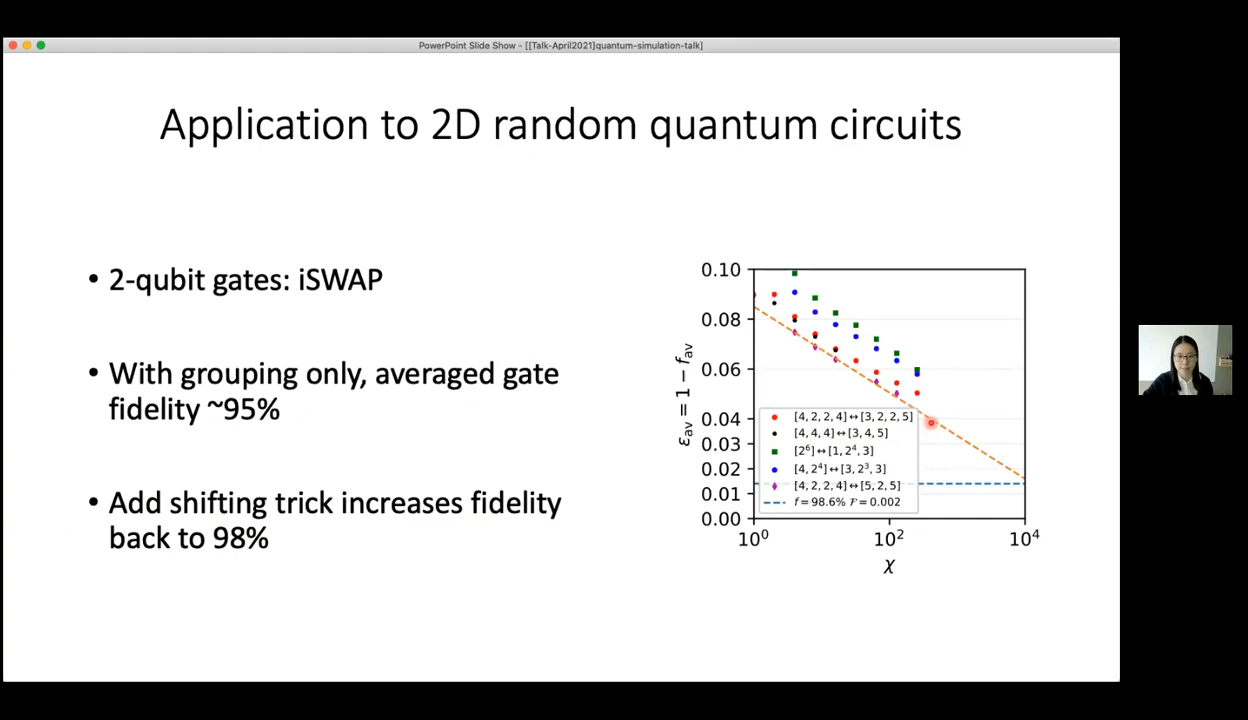 PowerPoint Slide Show - [[Talk-April2021]quantum-simulation-talk]
Application to 2D random quantum circuits
• 2-qubit gates: iSWAP
• With grouping only, averaged gate
fidelity ~95%
• Add shifting trick increases fidelity
back to 98%
0.10
0.08
0.06
0.04
0.03
0.02
0.01
0.00
ε_av = 1 − f_av
[4, 2, 2, 4]↔[3, 2, 2, 5]
[4, 4, 4]↔[3, 4, 5]
[2⁶]↔[1, 2⁴, 3]
[4, 2⁴]↔[3, 2³, 3]
[4, 2, 2, 4]↔[5, 2, 5]
f = 98.6% F = 0.002
10⁰ 10² 10⁴
χ